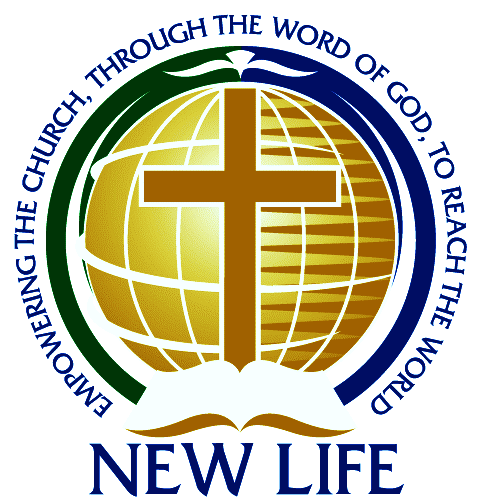 EMPOWERING THE CHURCH, THROUGH THE WORD OF GOD, TO REACH THE WORLD
NEW LIFE